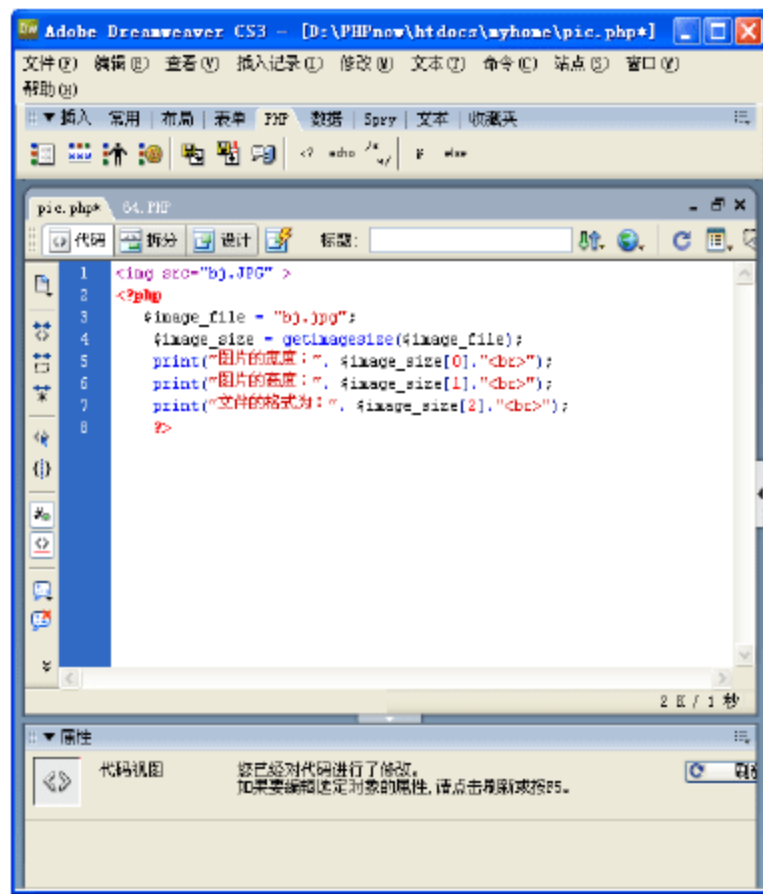 Adobe Dreamweaver CS3 - [D:\PHPnow\htdocs\myhome\pic.php*]
文件(F) 编辑(E) 查看(V) 插入记录(I) 修改(M) 文本(T) 命令(C) 站点(S) 窗口(W)
帮助(H)
▼ 插入 常用 布局 表单 PHP 数据 Spry 文本 收藏夹
<? echo /* */ if else
pic.php* 64.PHP
代码 拆分 设计 标题:
1 <img src="bj.JPG" >
2 <?php
3 $image_file = "bj.jpg";
4 $image_size = getimagesize($image_file);
5 print("图片的宽度:". $image_size[0]."<br>");
6 print("图片的高度:". $image_size[1]."<br>");
7 print("文件的格式为:". $image_size[2]."<br>");
8 ?>
2 K / 1 秒
▼ 属性
代码视图 您已经对代码进行了修改。
如果要编辑选定对象的属性,请点击刷新或按F5。